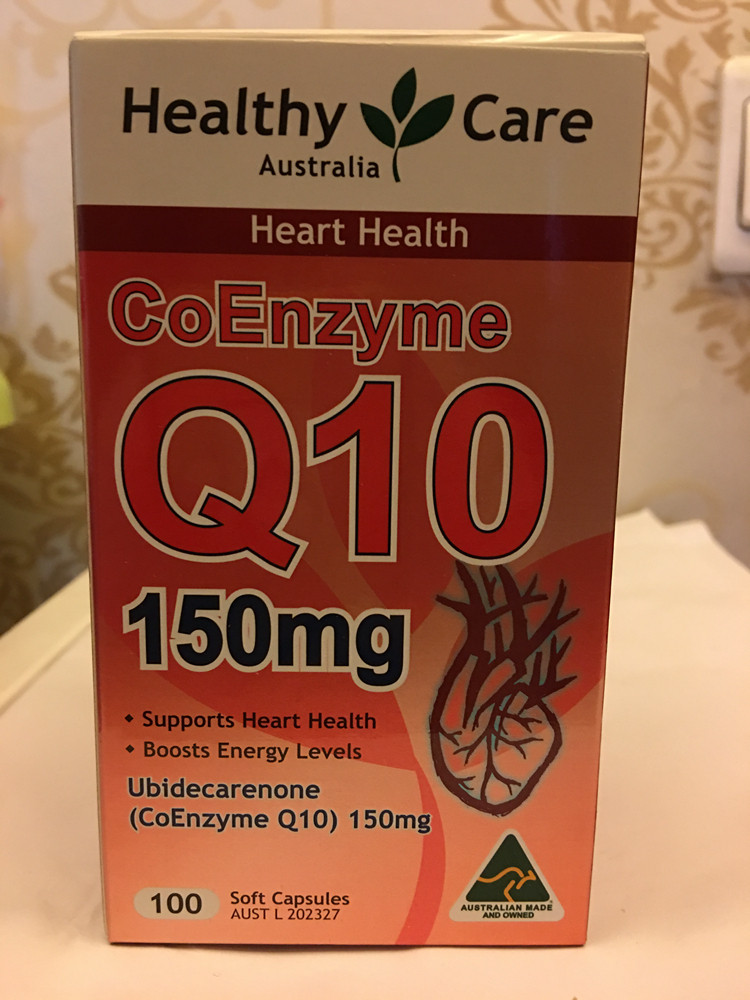 Healthy Care
Australia
Heart Health
CoEnzyme
Q10
150mg
• Supports Heart Health
• Boosts Energy Levels
Ubidecarenone
(CoEnzyme Q10) 150mg
100 Soft Capsules
AUST L 202327
AUSTRALIAN MADE
AND OWNED